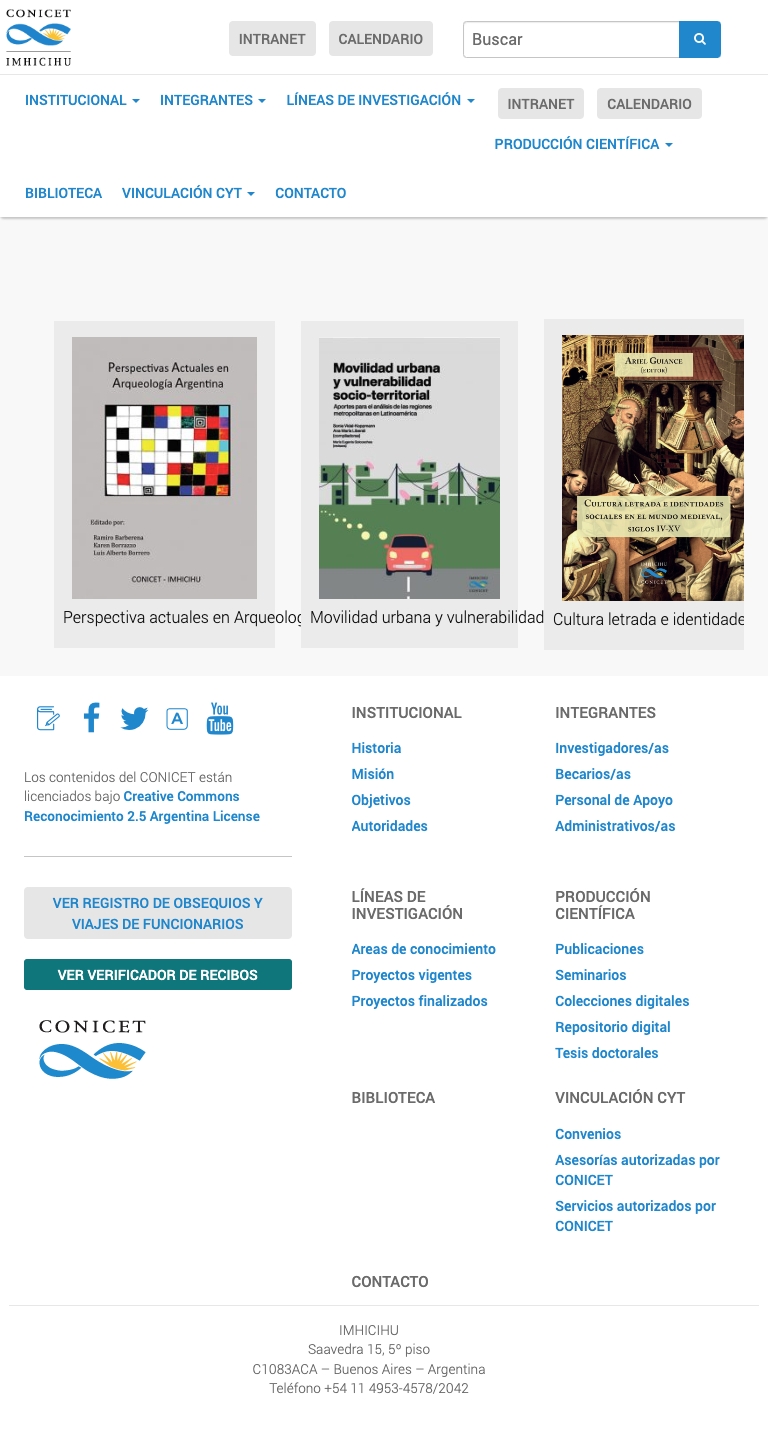 CONICET
IMHICIHU
INTRANET
CALENDARIO
Buscar
INSTITUCIONAL
INTEGRANTES
LÍNEAS DE INVESTIGACIÓN
INTRANET
CALENDARIO
PRODUCCIÓN CIENTÍFICA
BIBLIOTECA
VINCULACIÓN CYT
CONTACTO
Perspectivas Actuales en
Arqueología Argentina
Editado por:
Ramiro Barberena
Karen Borrazzo
Luis Alberto Borrero
CONICET - IMHICIHU
Perspectiva actuales en Arqueolog
Movilidad urbana
y vulnerabilidad
socio-territorial
Aportes para el análisis de las regiones
metropolitanas en Latinoamérica
Sonia Vidal-Koppmann
Ana María Liberali
(compiladoras)
Movilidad urbana y vulnerabilidad
ARIEL GUIANCE
(EDITOR)
CULTURA LETRADA E IDENTIDADES
SOCIALES EN EL MUNDO MEDIEVAL,
SIGLOS IV-XV
IMHICIHU
CONICET
Cultura letrada e identidade
A
You
Tube
Los contenidos del CONICET están
licenciados bajo Creative Commons
Reconocimiento 2.5 Argentina License
VER REGISTRO DE OBSEQUIOS Y
VIAJES DE FUNCIONARIOS
VER VERIFICADOR DE RECIBOS
CONICET
INSTITUCIONAL
Historia
Misión
Objetivos
Autoridades
INTEGRANTES
Investigadores/as
Becarios/as
Personal de Apoyo
Administrativos/as
LÍNEAS DE
INVESTIGACIÓN
Areas de conocimiento
Proyectos vigentes
Proyectos finalizados
PRODUCCIÓN
CIENTÍFICA
Publicaciones
Seminarios
Colecciones digitales
Repositorio digital
Tesis doctorales
BIBLIOTECA
VINCULACIÓN CYT
Convenios
Asesorías autorizadas por
CONICET
Servicios autorizados por
CONICET
CONTACTO
IMHICIHU
Saavedra 15, 5º piso
C1083ACA – Buenos Aires – Argentina
Teléfono +54 11 4953-4578/2042